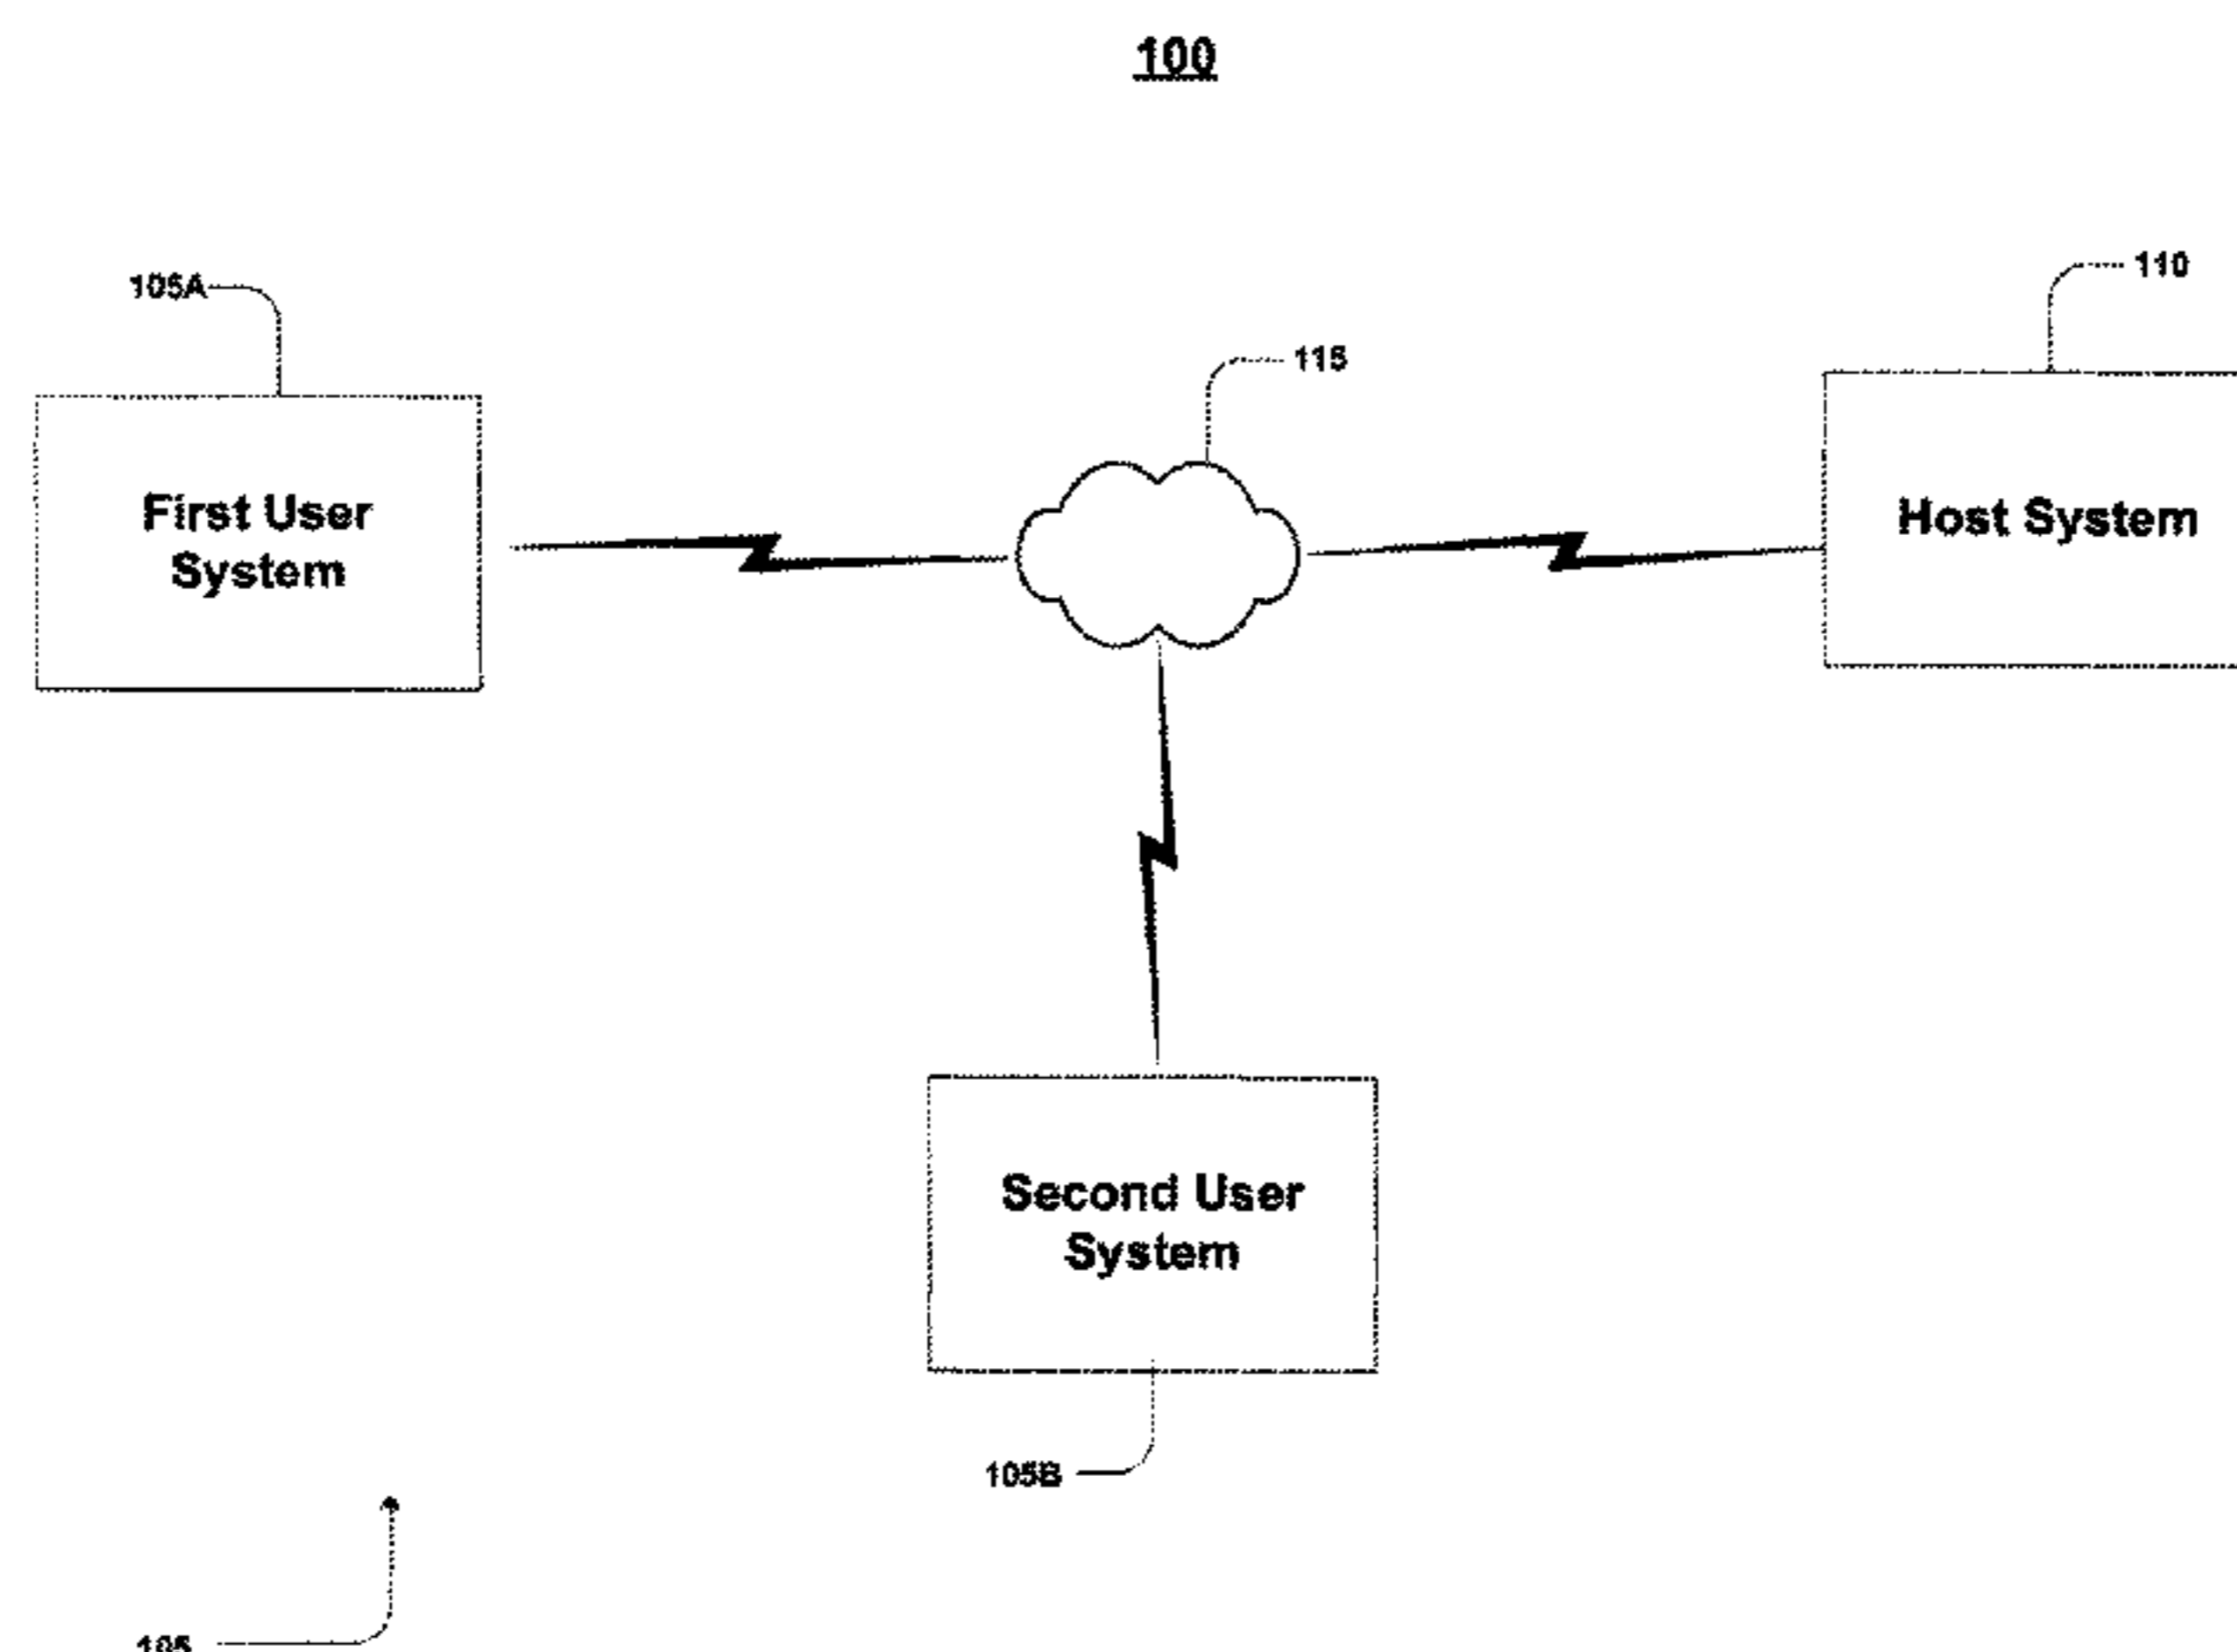 100
105A
110
115
First User
System
Host System
Second User
System
105B
105